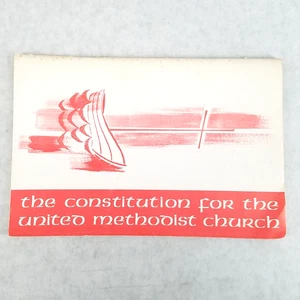 the constitution for the
united methodist church